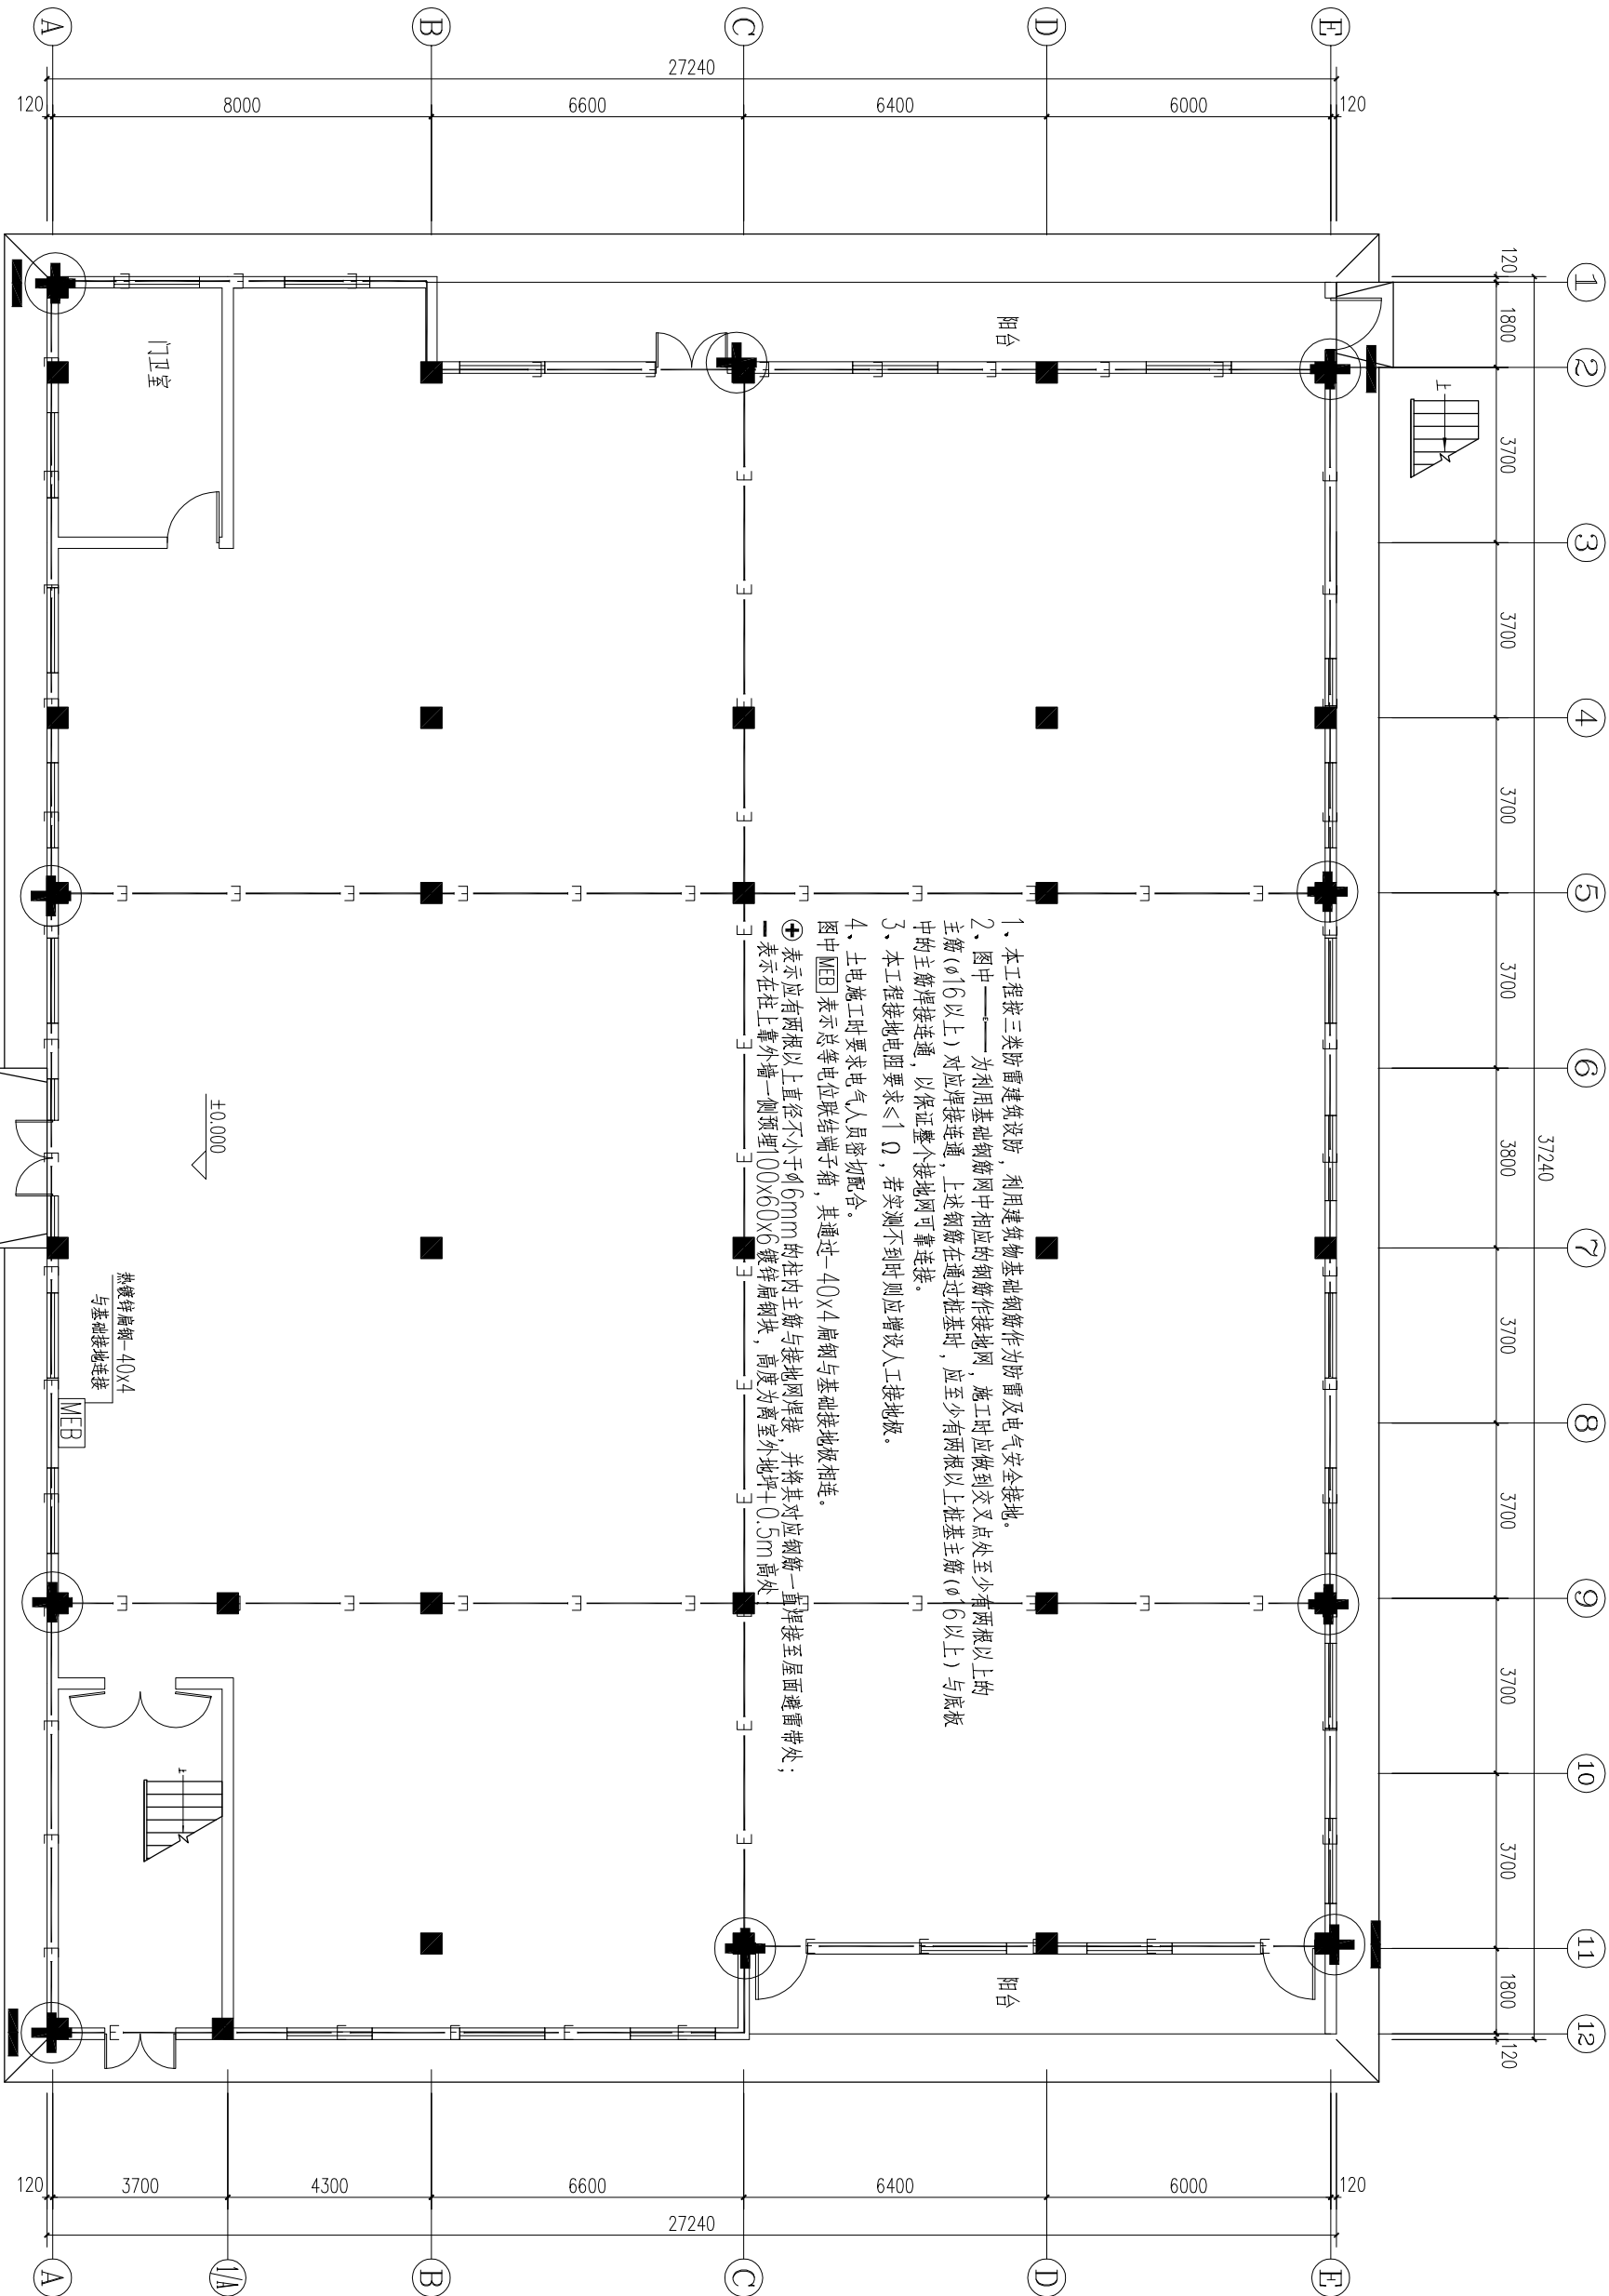 A
B
C
D
E
27240
120
8000
6600
6400
6000
120
1
2
3
4
5
6
7
8
9
10
11
12
120
1800
3700
3700
3700
3700
3800
3700
3700
3700
3700
1800
120
37240
阳台
门卫室
上
1、本工程按三类防雷建筑设防，利用建筑物基础钢筋作为防雷及电气安全接地。
2、图中—E—为利用基础钢筋网中相应的钢筋作接地网，施工时应做到交叉点处至少有两根以上的
主筋(ø16以上)对应焊接连通，上述钢筋在通过桩基时，应至少有两根以上桩基主筋(ø16以上)与底板
中的主筋焊接连通，以保证整个接地网可靠连接。
3、本工程接地电阻要求≤1Ω，若实测不到时则应增设人工接地极。
4、土电施工时要求电气人员密切配合。
图中MEB表示总等电位联结端子箱，其通过-40x4扁钢与基础接地极相连。
表示应有两根以上直径不小于ø16mm的柱内主筋与接地网焊接，并将其对应钢筋一直焊接至屋面避雷带处；
表示在柱上靠外墙一侧预埋100x60x6镀锌扁钢块，高度为离室外地坪+0.5m高处；
±0.000
热镀锌扁钢-40x4
与基础接地连接
MEB
上
阳台
120
3700
4300
6600
6400
6000
120
27240
A
1/A
B
C
D
E